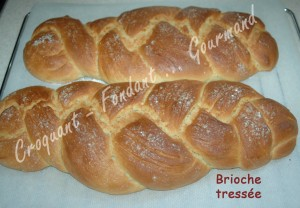 Croquant - Fondant ... Gourmand
Brioche
tressée